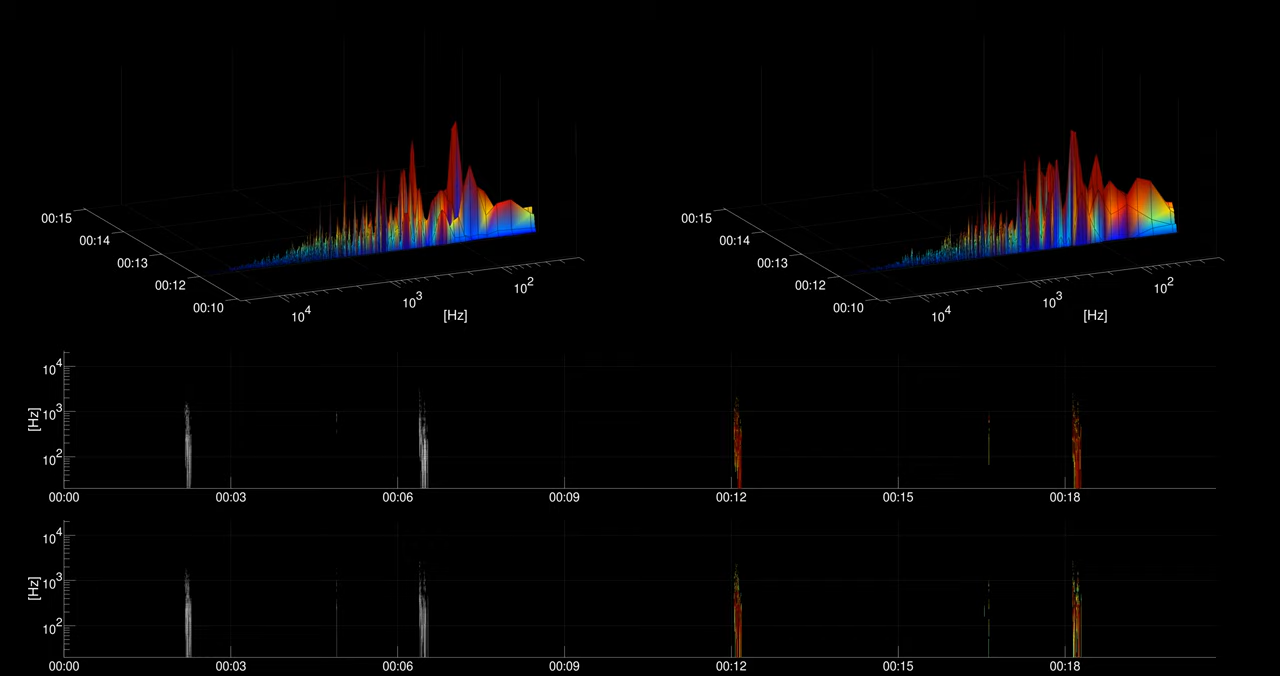 00:15 00:15
00:14 00:14
00:13 00:13
00:12 00:12
00:10 00:10
10^4 10^3 10^2 10^4 10^3 10^2
[Hz] [Hz]
10^4
10^3
10^2
[Hz]
00:00 00:03 00:06 00:09 00:12 00:15 00:18
10^4
10^3
10^2
[Hz]
00:00 00:03 00:06 00:09 00:12 00:15 00:18